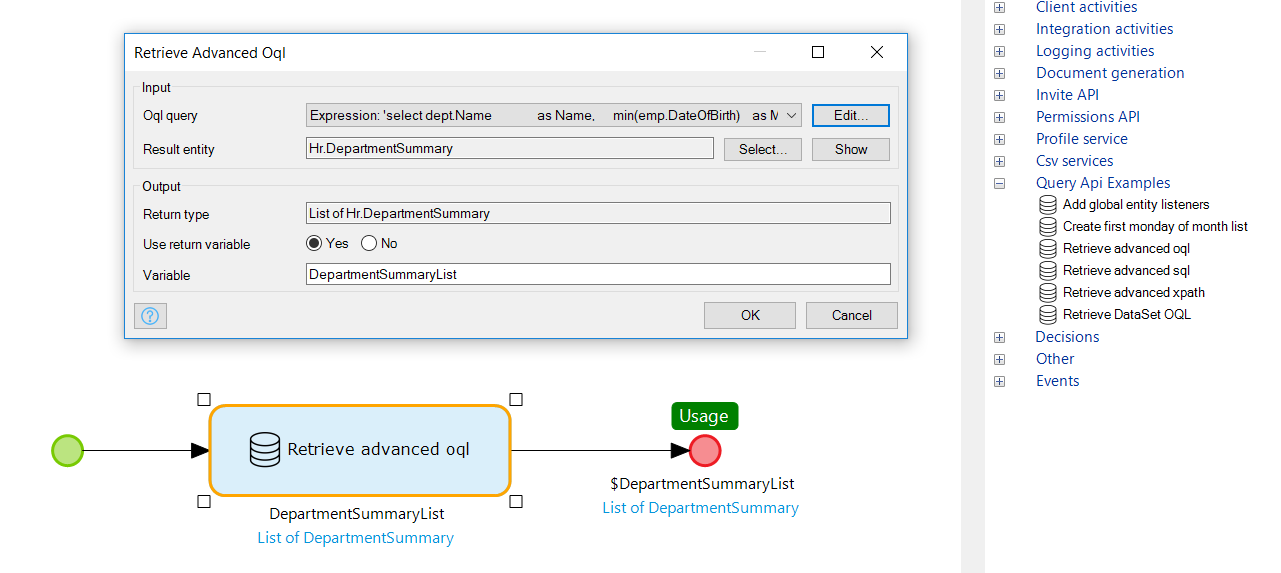 Retrieve Advanced Oql
Input
Oql query Expression: 'select dept.Name as Name, min(emp.DateOfBirth) as M Edit...
Result entity Hr.DepartmentSummary Select... Show
Output
Return type List of Hr.DepartmentSummary
Use return variable Yes No
Variable DepartmentSummaryList
? OK Cancel
Usage
Retrieve advanced oql
$DepartmentSummaryList
List of DepartmentSummary
DepartmentSummaryList
List of DepartmentSummary
Client activities
Integration activities
Logging activities
Document generation
Invite API
Permissions API
Profile service
Csv services
Query Api Examples
Add global entity listeners
Create first monday of month list
Retrieve advanced oql
Retrieve advanced sql
Retrieve advanced xpath
Retrieve DataSet OQL
Decisions
Other
Events